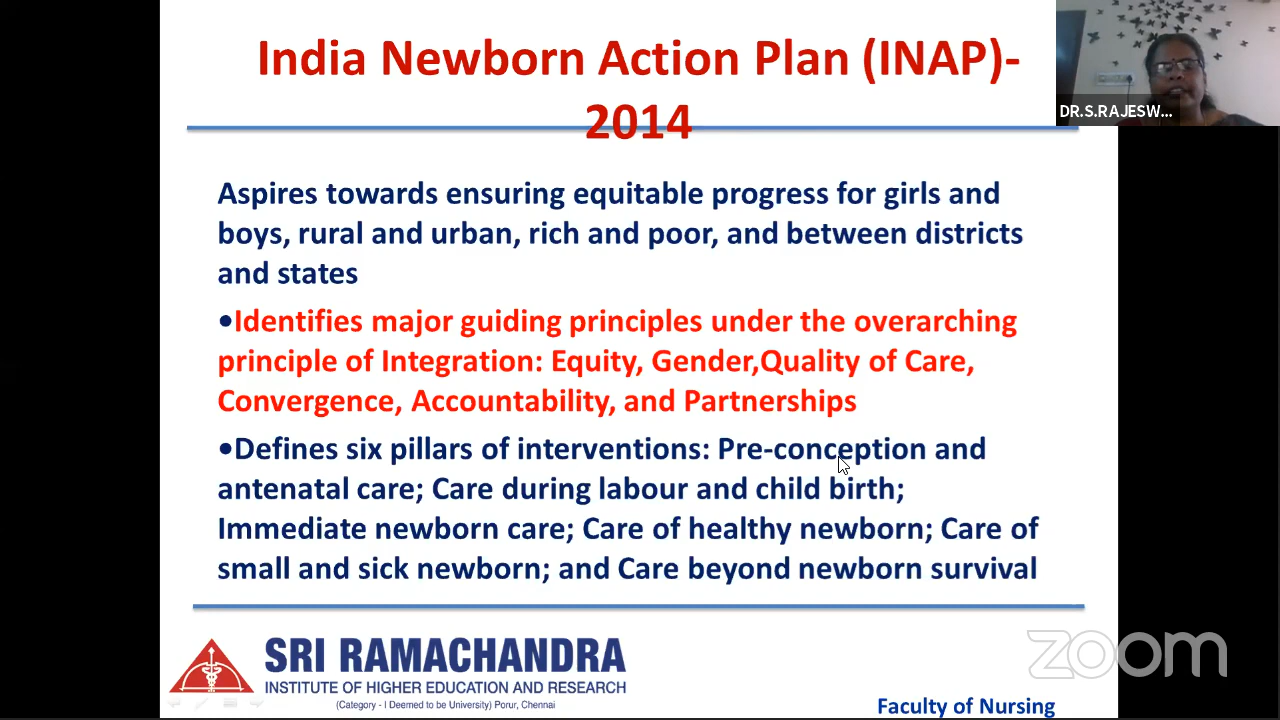 India Newborn Action Plan (INAP)-
2014
DR.S.RAJESW...
Aspires towards ensuring equitable progress for girls and
boys, rural and urban, rich and poor, and between districts
and states
•Identifies major guiding principles under the overarching
principle of Integration: Equity, Gender,Quality of Care,
Convergence, Accountability, and Partnerships
•Defines six pillars of interventions: Pre-conception and
antenatal care; Care during labour and child birth;
Immediate newborn care; Care of healthy newborn; Care of
small and sick newborn; and Care beyond newborn survival
SRI RAMACHANDRA
INSTITUTE OF HIGHER EDUCATION AND RESEARCH
(Category - I Deemed to be University) Porur, Chennai
zoom
Faculty of Nursing